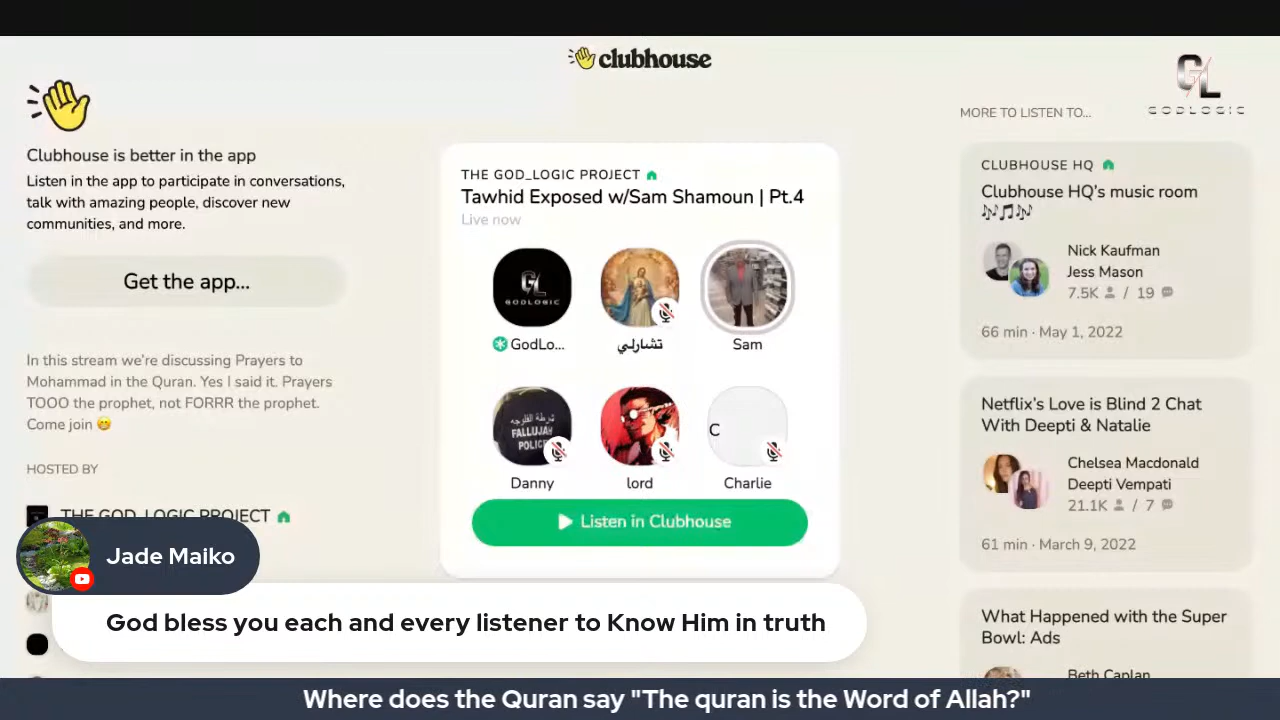 clubhouse
Clubhouse is better in the app
Listen in the app to participate in conversations,
talk with amazing people, discover new
communities, and more.
Get the app...
In this stream we're discussing Prayers to
Mohammad in the Quran. Yes I said it. Prayers
TOOO the prophet, not FORRR the prophet.
Come join 😁
HOSTED BY
THE GOD_LOGIC PROJECT
THE GOD_LOGIC PROJECT
Tawhid Exposed w/Sam Shamoun | Pt.4
Live now
GL
GODLOGIC
GodLo...
تشارلي
Sam
شرطة الفلوجه
FALLUJAH
POLICE
Danny
lord
C
Charlie
Listen in Clubhouse
GL
GODLOGIC
MORE TO LISTEN TO...
CLUBHOUSE HQ
Clubhouse HQ's music room
🎶🎵🎶
Nick Kaufman
Jess Mason
7.5K / 19
66 min · May 1, 2022
Netflix's Love is Blind 2 Chat
With Deepti & Natalie
Chelsea Macdonald
Deepti Vempati
21.1K / 7
61 min · March 9, 2022
What Happened with the Super
Bowl: Ads
Beth Caplan
Jade Maiko
God bless you each and every listener to Know Him in truth
Where does the Quran say "The quran is the Word of Allah?"